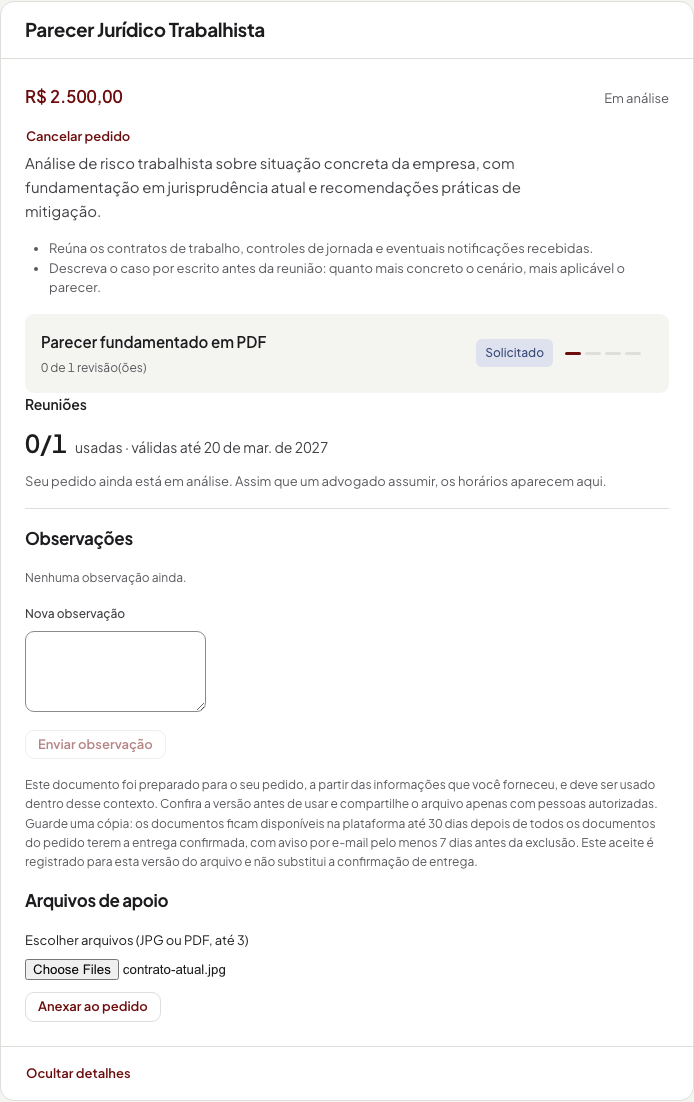 Parecer Jurídico Trabalhista
R$ 2.500,00
Em análise
Cancelar pedido
Análise de risco trabalhista sobre situação concreta da empresa, com
fundamentação em jurisprudência atual e recomendações práticas de
mitigação.
• Reúna os contratos de trabalho, controles de jornada e eventuais notificações recebidas.
• Descreva o caso por escrito antes da reunião: quanto mais concreto o cenário, mais aplicável o
parecer.
Parecer fundamentado em PDF
Solicitado
0 de 1 revisão(ões)
Reuniões
0/1 usadas · válidas até 20 de mar. de 2027
Seu pedido ainda está em análise. Assim que um advogado assumir, os horários aparecem aqui.
Observações
Nenhuma observação ainda.
Nova observação
Enviar observação
Este documento foi preparado para o seu pedido, a partir das informações que você forneceu, e deve ser usado
dentro desse contexto. Confira a versão antes de usar e compartilhe o arquivo apenas com pessoas autorizadas.
Guarde uma cópia: os documentos ficam disponíveis na plataforma até 30 dias depois de todos os documentos
do pedido terem a entrega confirmada, com aviso por e-mail pelo menos 7 dias antes da exclusão. Este aceite é
registrado para esta versão do arquivo e não substitui a confirmação de entrega.
Arquivos de apoio
Escolher arquivos (JPG ou PDF, até 3)
Choose Files contrato-atual.jpg
Anexar ao pedido
Ocultar detalhes